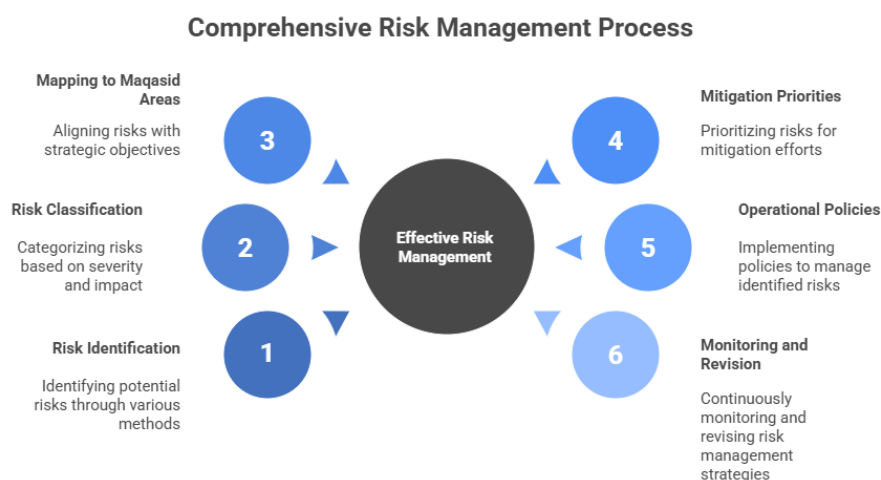 Comprehensive Risk Management Process
Mapping to Maqasid
Areas
Aligning risks with
strategic objectives
3
Risk Classification
Categorizing risks
based on severity
and impact
2
Risk Identification
Identifying potential
risks through various
methods
1
Effective Risk
Management
4
Mitigation Priorities
Prioritizing risks for
mitigation efforts
5
Operational Policies
Implementing
policies to manage
identified risks
6
Monitoring and
Revision
Continuously
monitoring and
revising risk
management
strategies